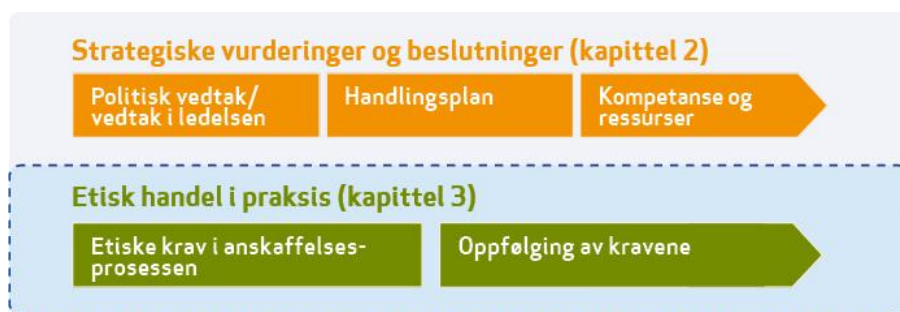 Strategiske vurderinger og beslutninger (kapittel 2)
Politisk vedtak/
vedtak i ledelsen
Handlingsplan
Kompetanse og
ressurser
Etisk handel i praksis (kapittel 3)
Etiske krav i anskaffelses-
prosessen
Oppfølging av kravene